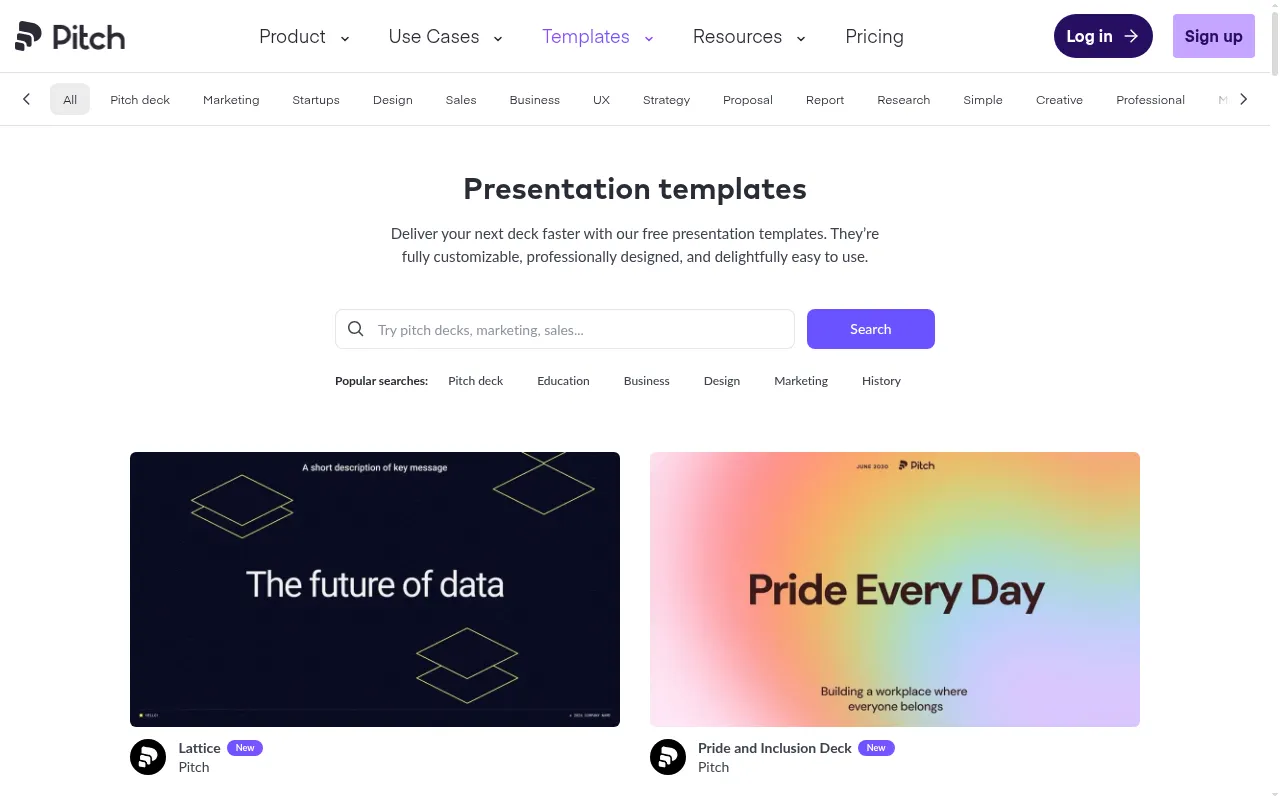 Pitch
Product
Use Cases
Templates
Resources
Pricing
Log in
Sign up
All
Pitch deck
Marketing
Startups
Design
Sales
Business
UX
Strategy
Proposal
Report
Research
Simple
Creative
Professional
Presentation templates
Deliver your next deck faster with our free presentation templates. They’re
fully customizable, professionally designed, and delightfully easy to use.
Try pitch decks, marketing, sales...
Search
Popular searches:
Pitch deck
Education
Business
Design
Marketing
History
A short description of key message
The future of data
HELLO!
2024 COMPANY NAME
Lattice
New
Pitch
JUNE 2020
Pitch
Pride Every Day
Building a workplace where
everyone belongs
Pride and Inclusion Deck
New
Pitch